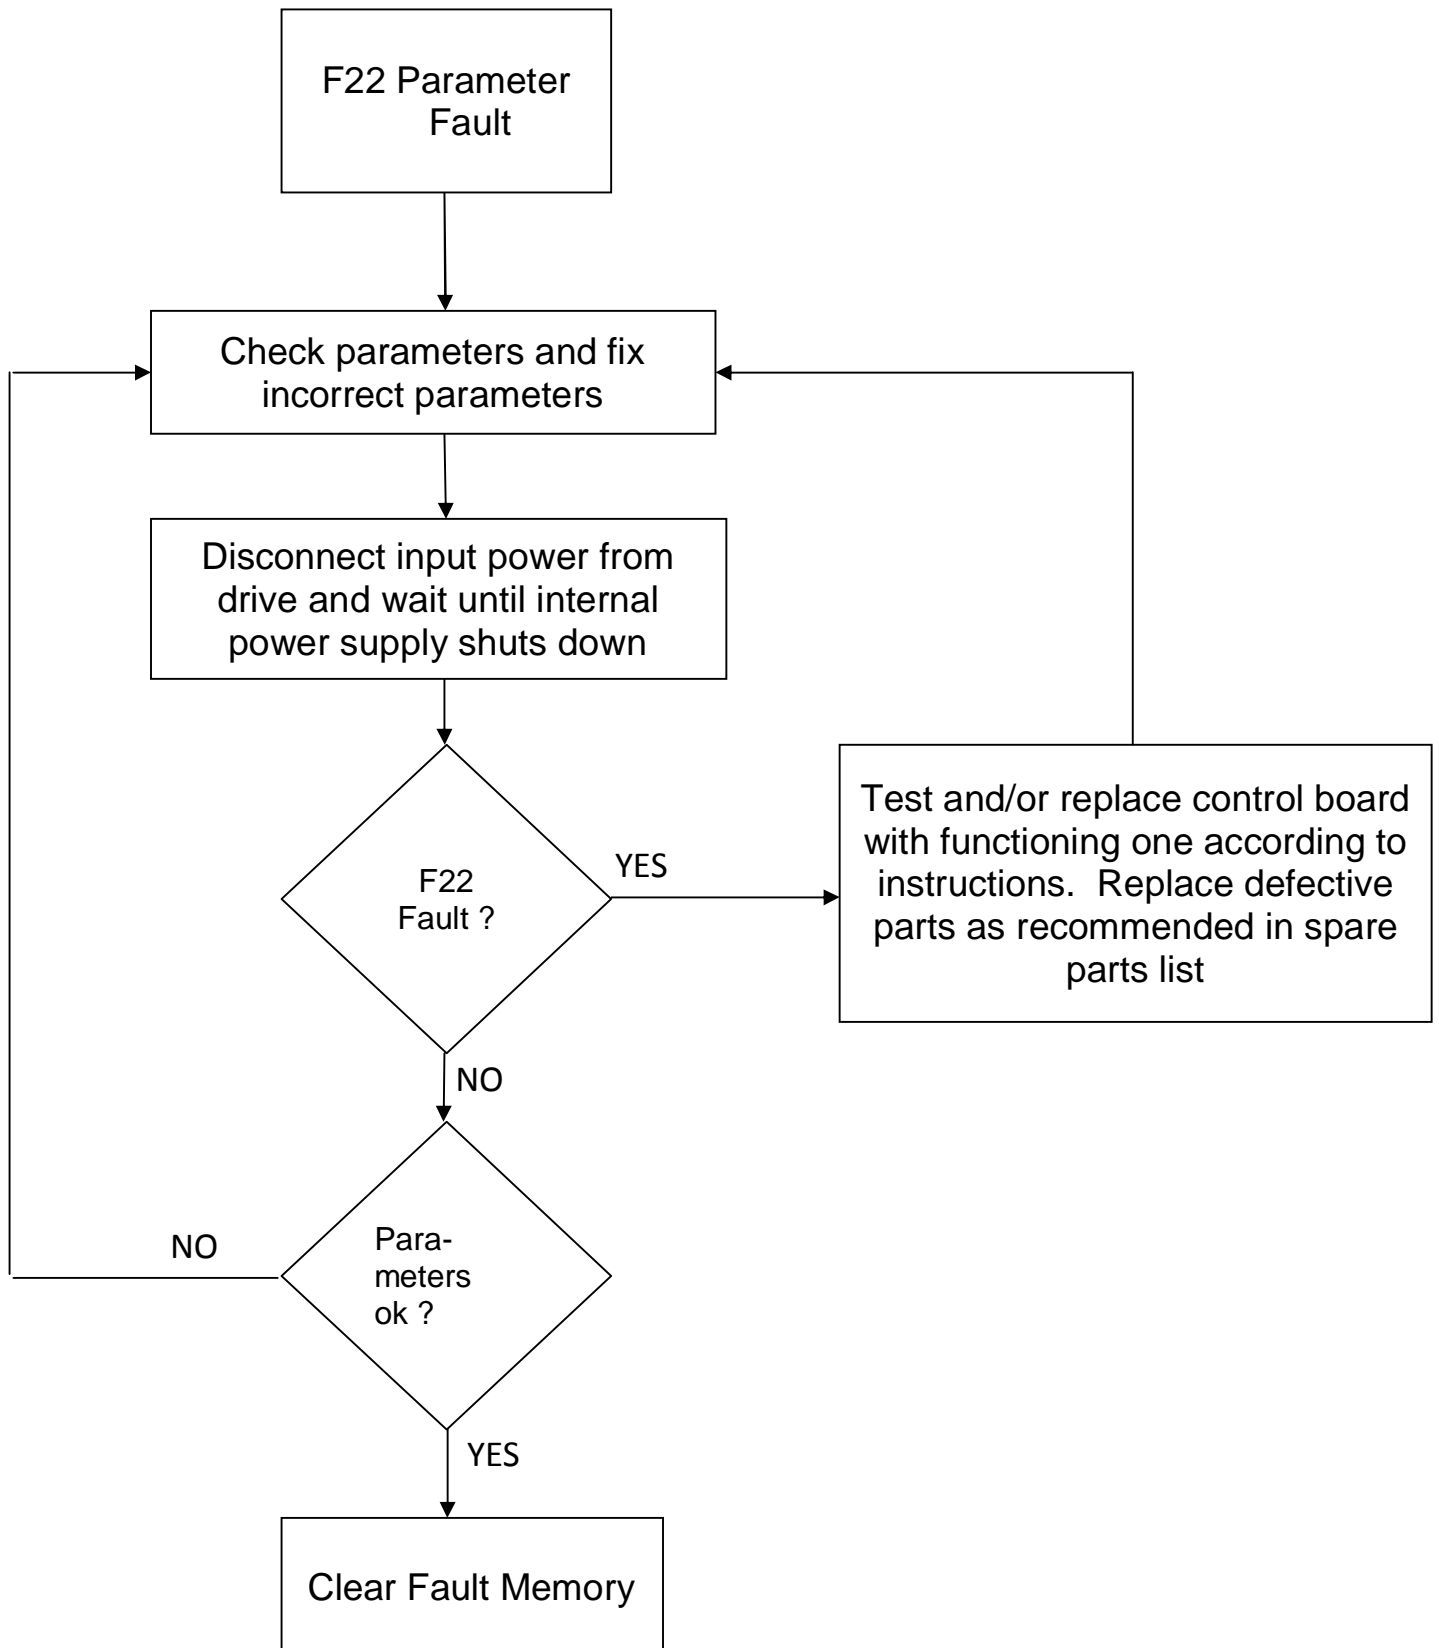 F22 Parameter
Fault
Check parameters and fix
incorrect parameters
Disconnect input power from
drive and wait until internal
power supply shuts down
F22
Fault ?
YES
Test and/or replace control board
with functioning one according to
instructions.  Replace defective
parts as recommended in spare
parts list
NO
Para-
meters
ok ?
NO
YES
Clear Fault Memory